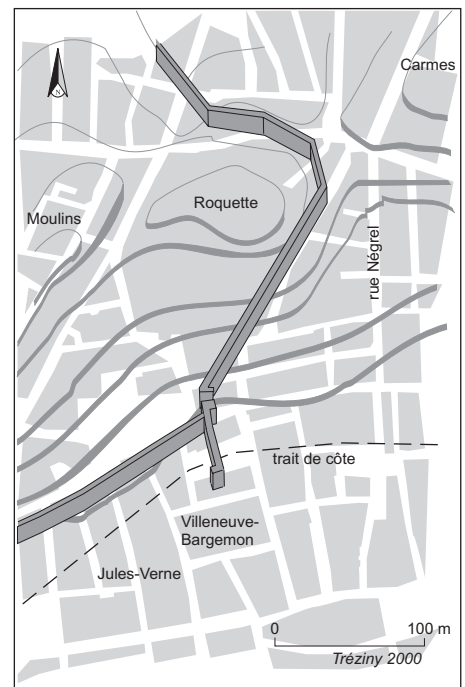 Carmes
N
Roquette
Moulins
rue Négrel
trait de côte
Villeneuve-
Bargemon
Jules-Verne
0 100 m
Tréziny 2000